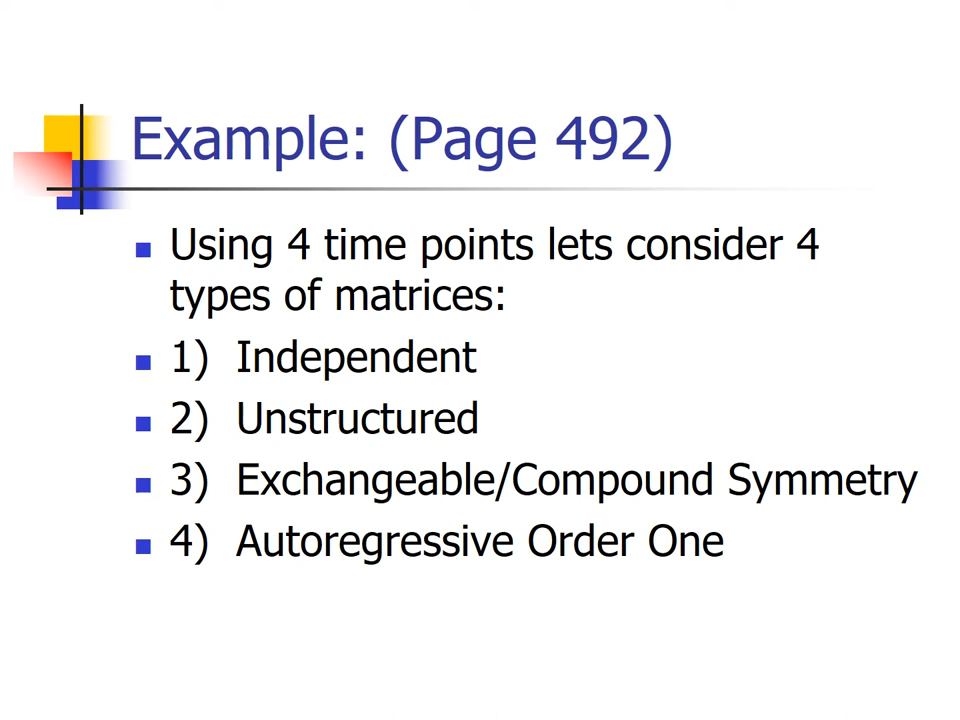 Example: (Page 492)
Using 4 time points lets consider 4
types of matrices:
1) Independent
2) Unstructured
3) Exchangeable/Compound Symmetry
4) Autoregressive Order One